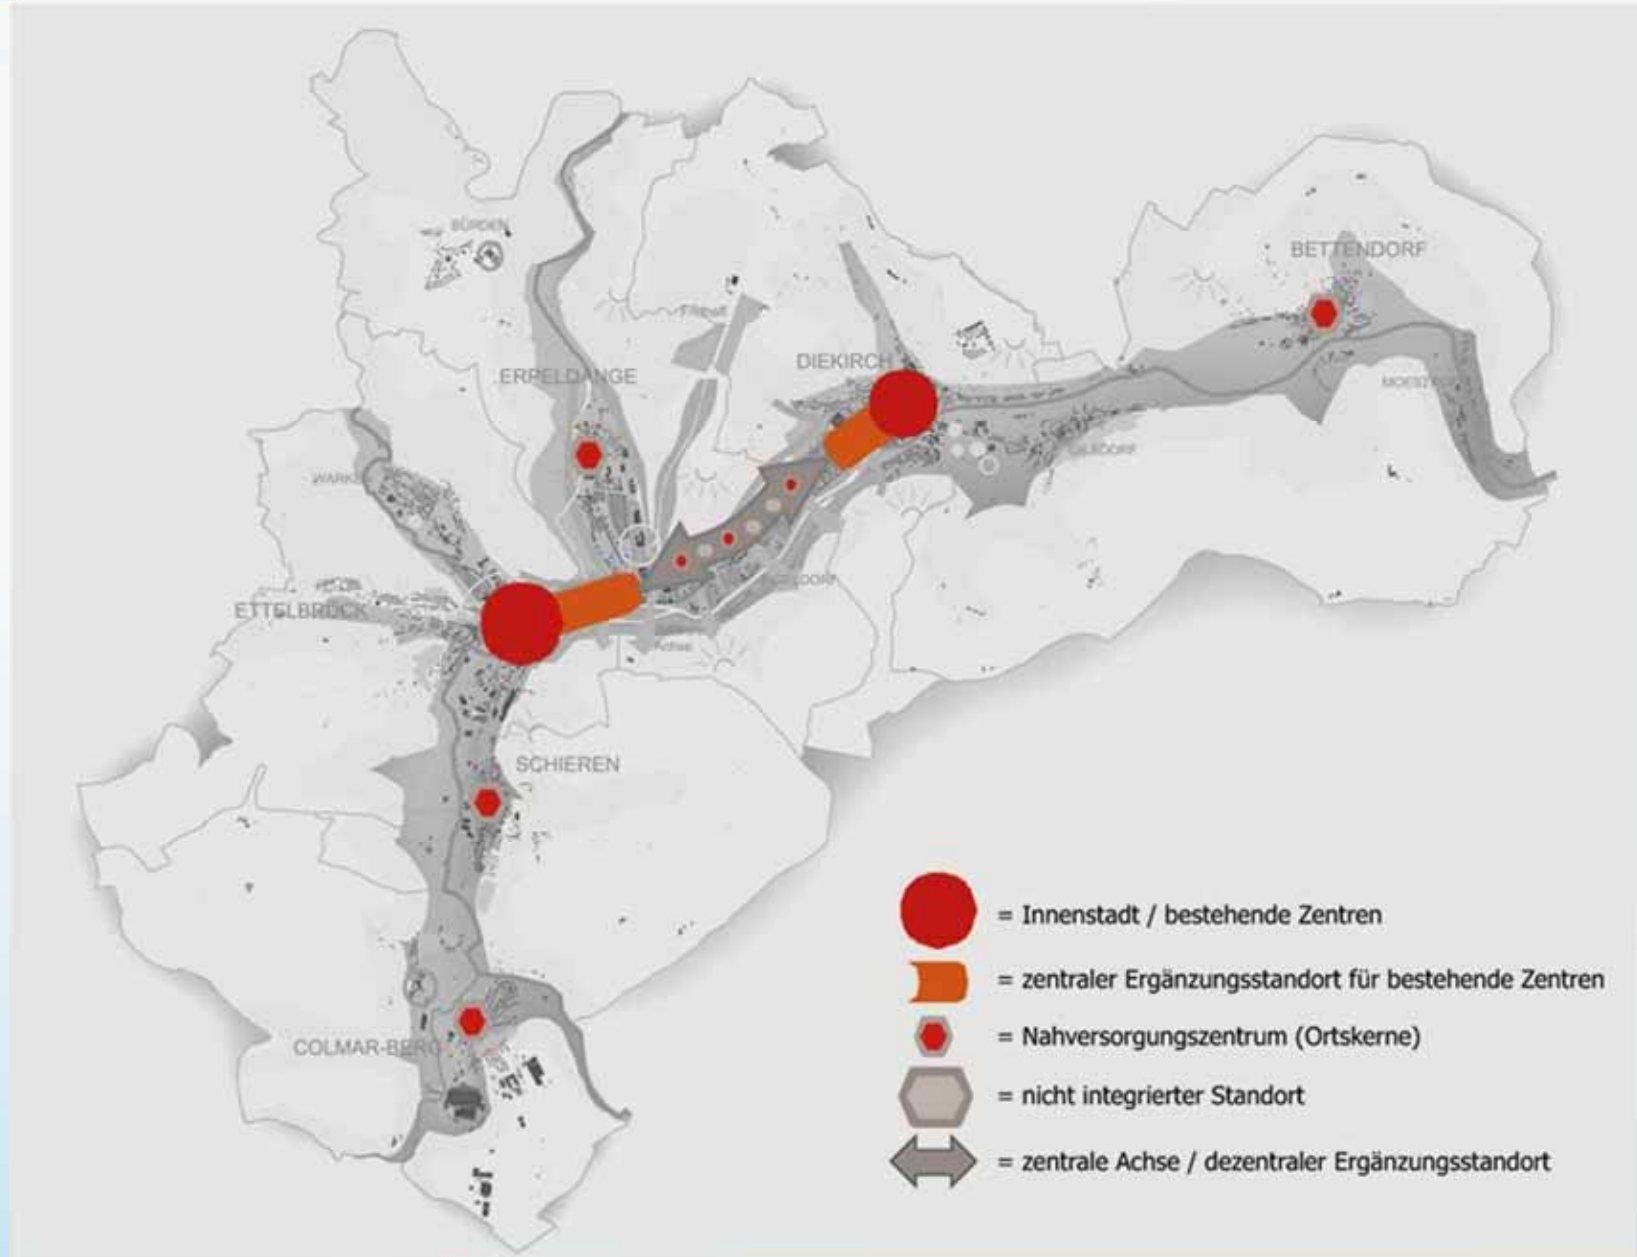 BÜRDEN
BETTENDORF
DIEKIRCH
ERPELDANGE
ETTELBRÜCK
SCHIEREN
COLMAR-BERG
= Innenstadt / bestehende Zentren
= zentraler Ergänzungsstandort für bestehende Zentren
= Nahversorgungszentrum (Ortskerne)
= nicht integrierter Standort
= zentrale Achse / dezentraler Ergänzungsstandort